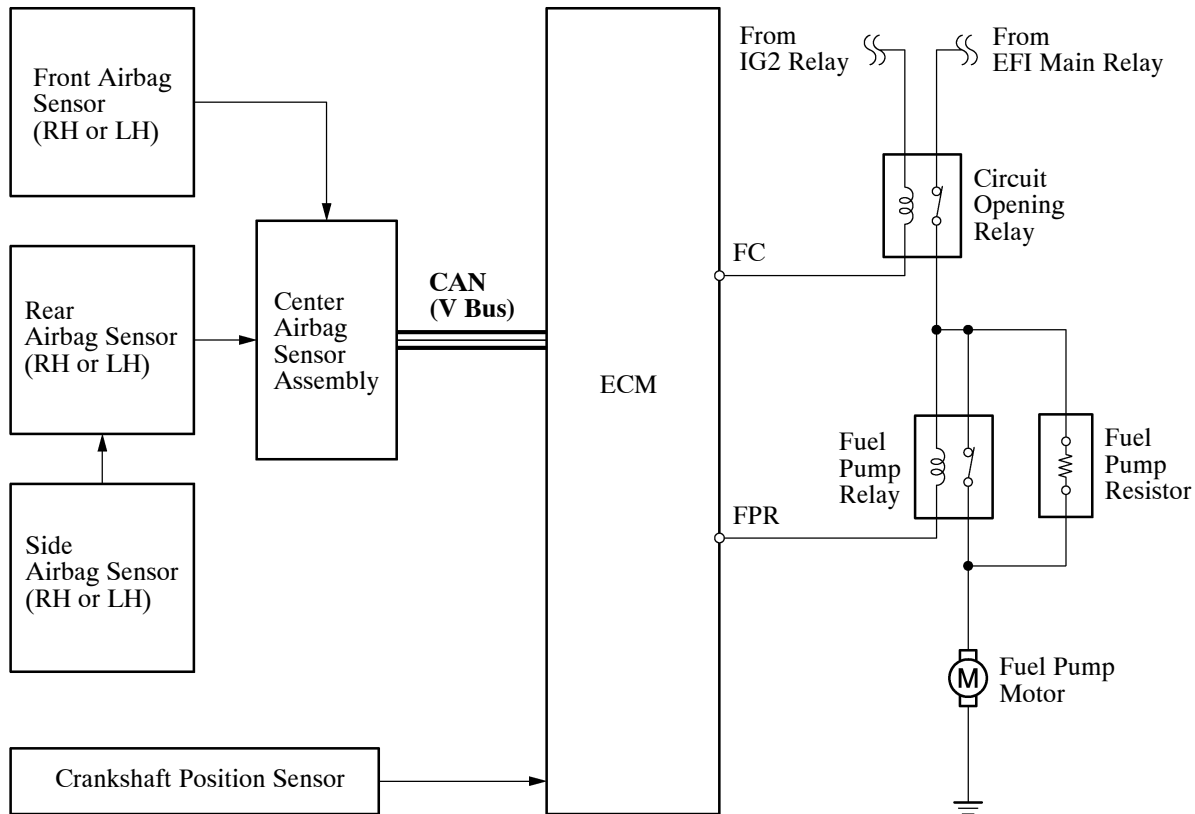 Front Airbag
Sensor
(RH or LH)
Rear
Airbag Sensor
(RH or LH)
Side
Airbag Sensor
(RH or LH)
Crankshaft Position Sensor
Center
Airbag
Sensor
Assembly
CAN
(V Bus)
ECM
From
IG2 Relay
From
EFI Main Relay
Circuit
Opening
Relay
FC
Fuel
Pump
Relay
Fuel
Pump
Resistor
FPR
M
Fuel Pump
Motor